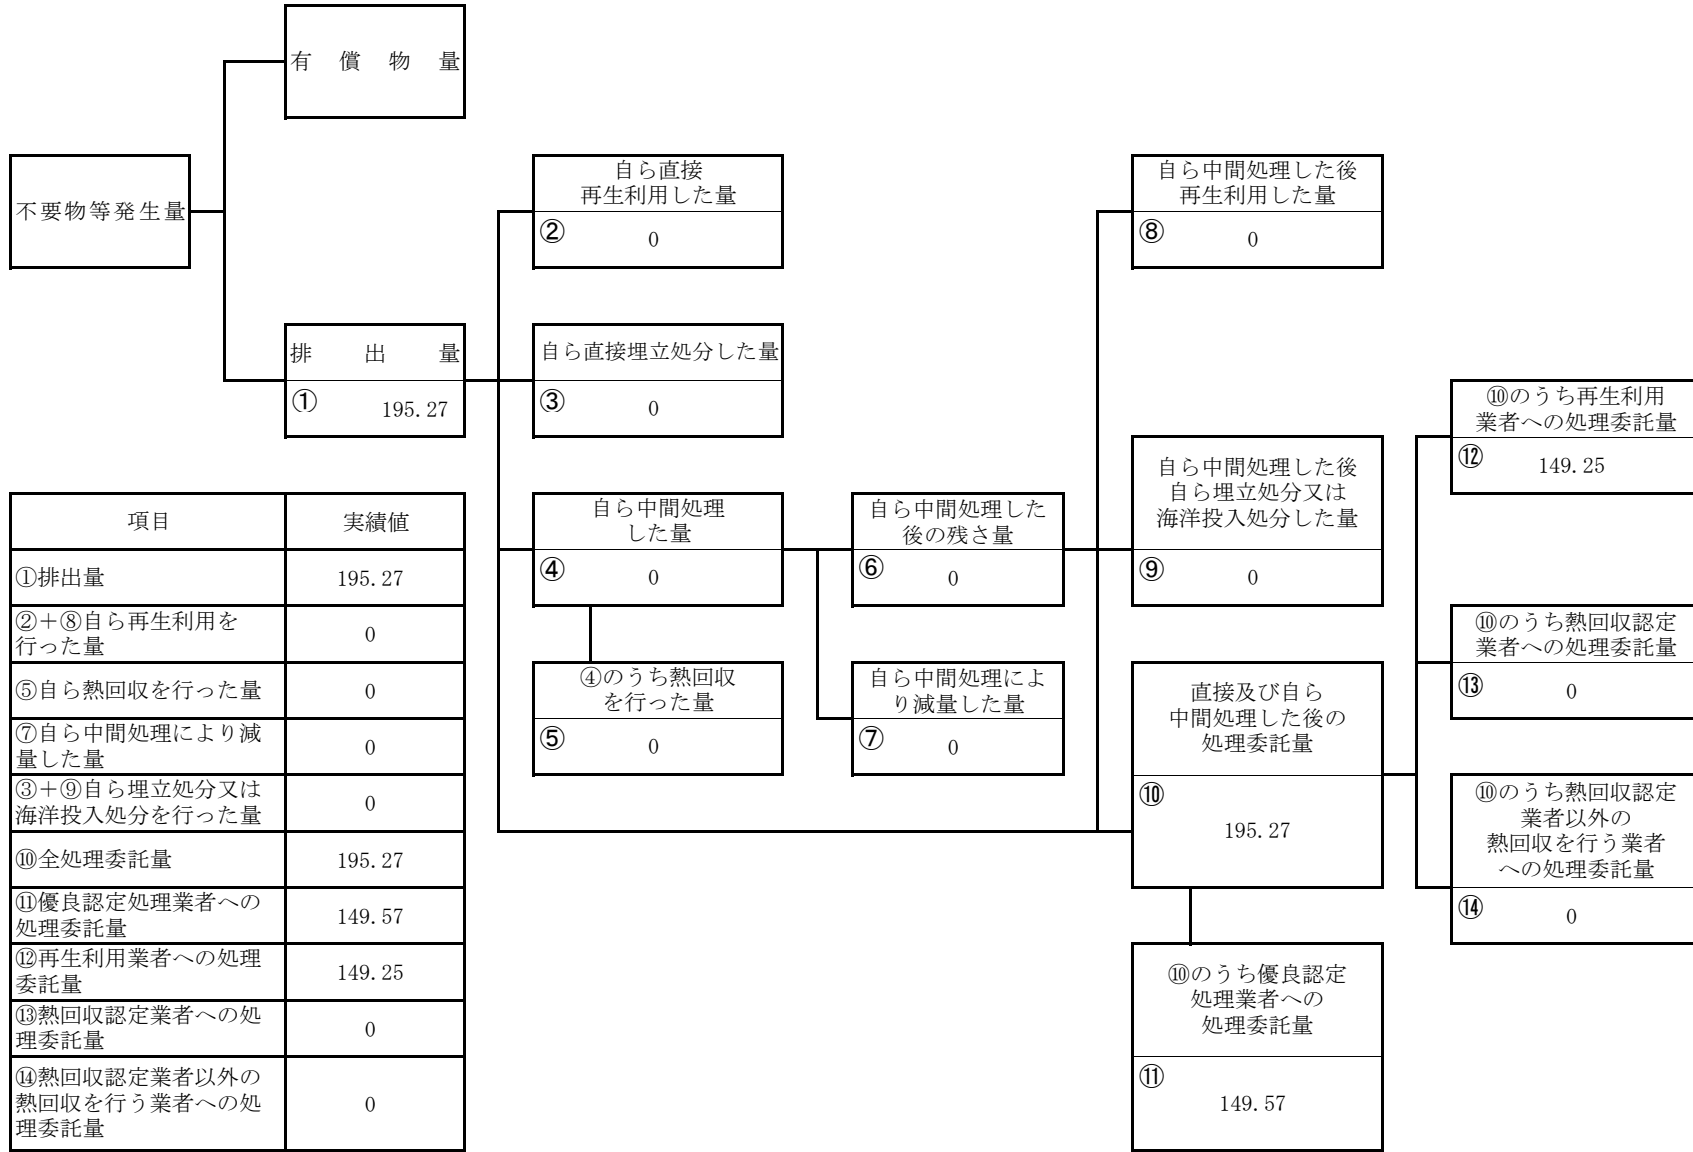 有償物量
不要物等発生量
排出量
① 195.27
自ら直接
再生利用した量
② 0
自ら直接埋立処分した量
③ 0
自ら中間処理
した量
④ 0
④のうち熱回収
を行った量
⑤ 0
自ら中間処理した
後の残さ量
⑥ 0
自ら中間処理によ
り減量した量
⑦ 0
自ら中間処理した後
再生利用した量
⑧ 0
自ら中間処理した後
自ら埋立処分又は
海洋投入処分した量
⑨ 0
直接及び自ら
中間処理した後の
処理委託量
⑩
195.27
⑩のうち優良認定
処理業者への
処理委託量
⑪
149.57
⑩のうち再生利用
業者への処理委託量
⑫ 149.25
⑩のうち熱回収認定
業者への処理委託量
⑬ 0
⑩のうち熱回収認定
業者以外の
熱回収を行う業者
への処理委託量
⑭ 0
項目 実績値
①排出量 195.27
②＋⑧自ら再生利用を
行った量 0
⑤自ら熱回収を行った量 0
⑦自ら中間処理により減
量した量 0
③＋⑨自ら埋立処分又は
海洋投入処分を行った量 0
⑩全処理委託量 195.27
⑪優良認定処理業者への
処理委託量 149.57
⑫再生利用業者への処理
委託量 149.25
⑬熱回収認定業者への処
理委託量 0
⑭熱回収認定業者以外の
熱回収を行う業者への処
理委託量 0